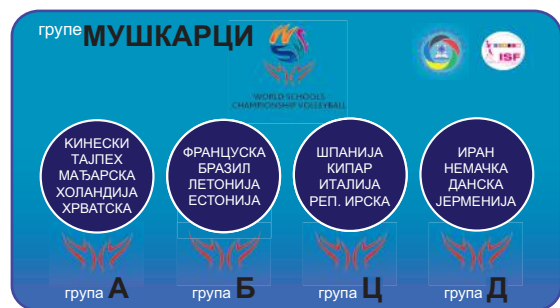 групе МУШКАРЦИ
ISF
WORLD SCHOOLS
CHAMPIONSHIP VOLLEYBALL
КИНЕСКИ
ТАЈПЕХ
МАЂАРСКА
ХОЛАНДИЈА
ХРВАТСКА
ФРАНЦУСКА
БРАЗИЛ
ЛЕТОНИЈА
ЕСТОНИЈА
ШПАНИЈА
КИПАР
ИТАЛИЈА
РЕП. ИРСКА
ИРАН
НЕМАЧКА
ДАНСКА
ЈЕРМЕНИЈА
група А
група Б
група Ц
група Д